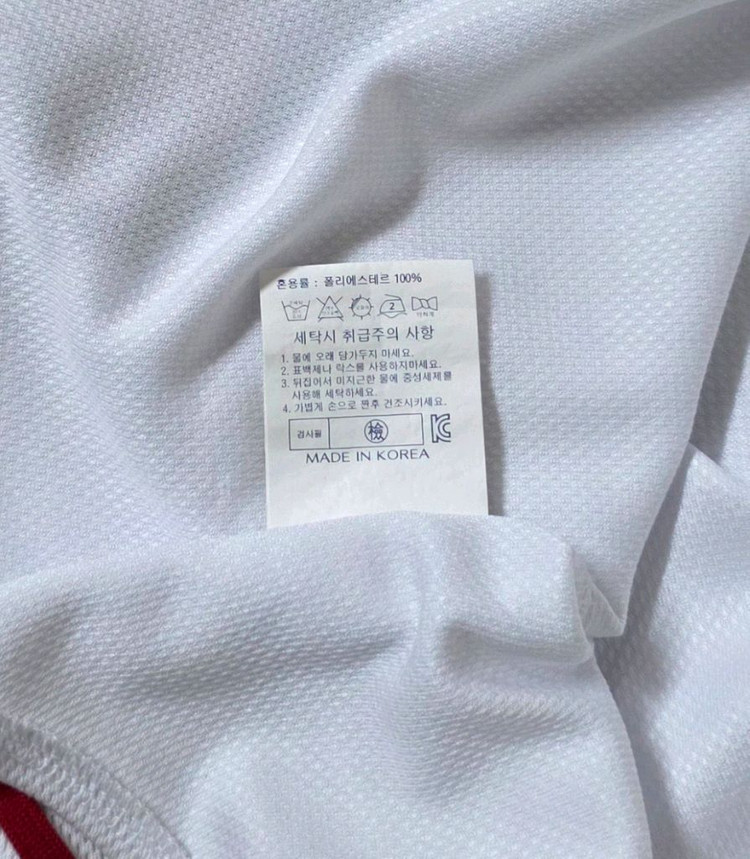 혼용률 : 폴리에스테르 100%
2
세탁시 취급주의 사항
1. 물에 오래 담가두지 마세요.
2. 표백제나 락스를 사용하지마세요.
3. 뒤집어서 미지근한 물에 중성세제를
사용해 세탁하세요.
4. 가볍게 손으로 짠후 건조시키세요.
검사필 檢 KC
MADE IN KOREA